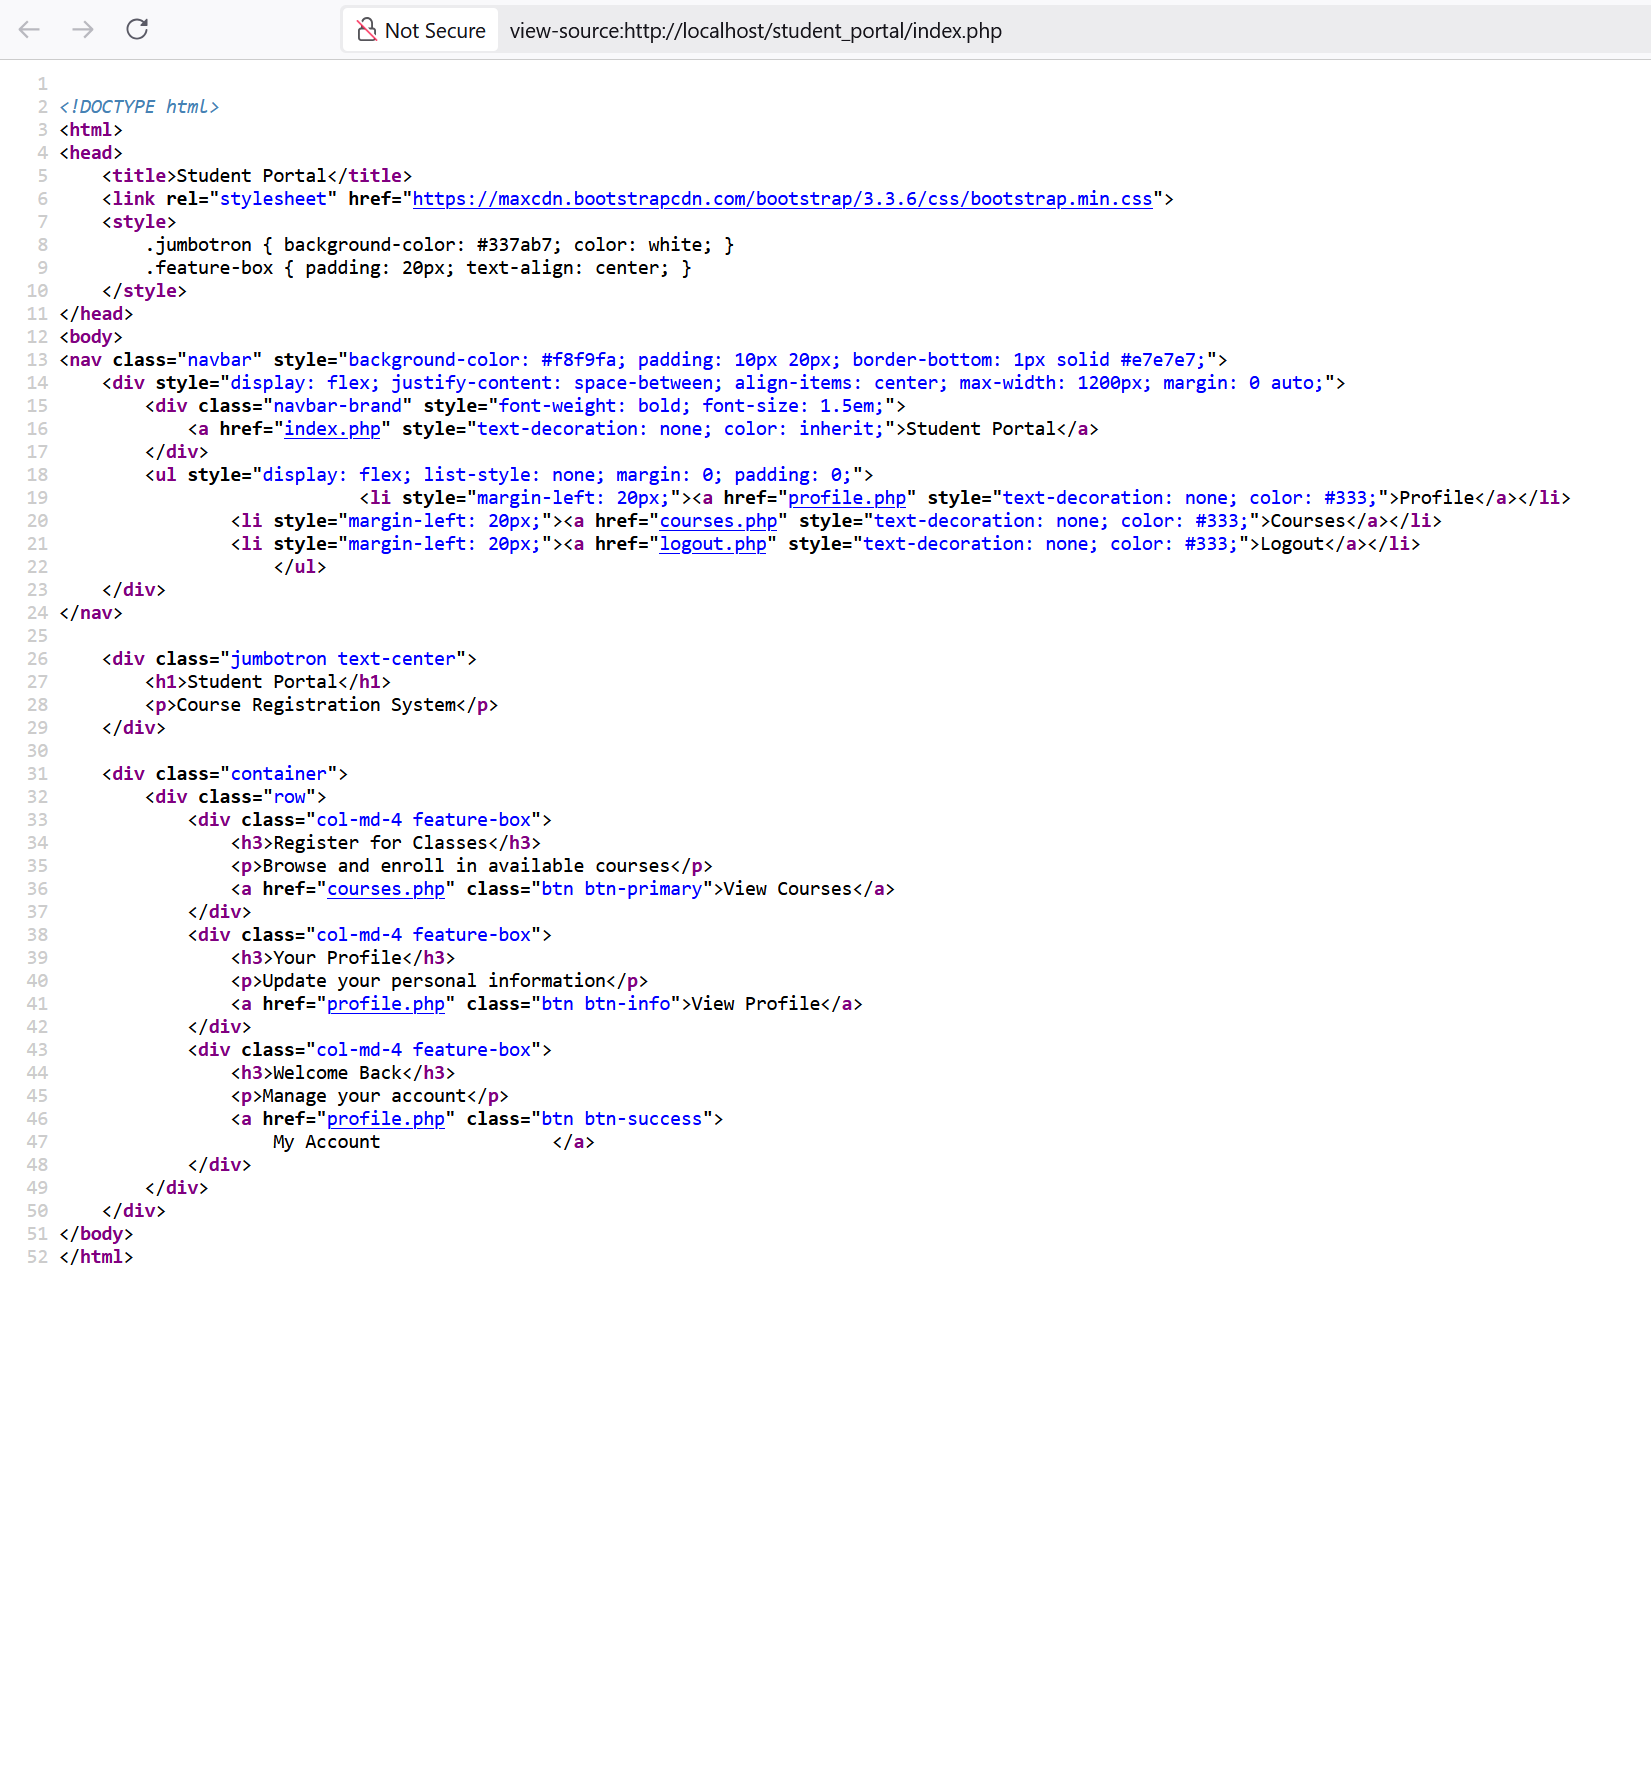 Not Secure view-source:http://localhost/student_portal/index.php
1
2 <!DOCTYPE html>
3 <html>
4 <head>
5     <title>Student Portal</title>
6     <link rel="stylesheet" href="https://maxcdn.bootstrapcdn.com/bootstrap/3.3.6/css/bootstrap.min.css">
7     <style>
8         .jumbotron { background-color: #337ab7; color: white; }
9         .feature-box { padding: 20px; text-align: center; }
10     </style>
11 </head>
12 <body>
13 <nav class="navbar" style="background-color: #f8f9fa; padding: 10px 20px; border-bottom: 1px solid #e7e7e7;">
14     <div style="display: flex; justify-content: space-between; align-items: center; max-width: 1200px; margin: 0 auto;">
15         <div class="navbar-brand" style="font-weight: bold; font-size: 1.5em;">
16             <a href="index.php" style="text-decoration: none; color: inherit;">Student Portal</a>
17         </div>
18         <ul style="display: flex; list-style: none; margin: 0; padding: 0;">
19                             <li style="margin-left: 20px;"><a href="profile.php" style="text-decoration: none; color: #333;">Profile</a></li>
20                 <li style="margin-left: 20px;"><a href="courses.php" style="text-decoration: none; color: #333;">Courses</a></li>
21                 <li style="margin-left: 20px;"><a href="logout.php" style="text-decoration: none; color: #333;">Logout</a></li>
22                     </ul>
23     </div>
24 </nav>
25
26     <div class="jumbotron text-center">
27         <h1>Student Portal</h1>
28         <p>Course Registration System</p>
29     </div>
30
31     <div class="container">
32         <div class="row">
33             <div class="col-md-4 feature-box">
34                 <h3>Register for Classes</h3>
35                 <p>Browse and enroll in available courses</p>
36                 <a href="courses.php" class="btn btn-primary">View Courses</a>
37             </div>
38             <div class="col-md-4 feature-box">
39                 <h3>Your Profile</h3>
40                 <p>Update your personal information</p>
41                 <a href="profile.php" class="btn btn-info">View Profile</a>
42             </div>
43             <div class="col-md-4 feature-box">
44                 <h3>Welcome Back</h3>
45                 <p>Manage your account</p>
46                 <a href="profile.php" class="btn btn-success">
47                     My Account                </a>
48             </div>
49         </div>
50     </div>
51 </body>
52 </html>